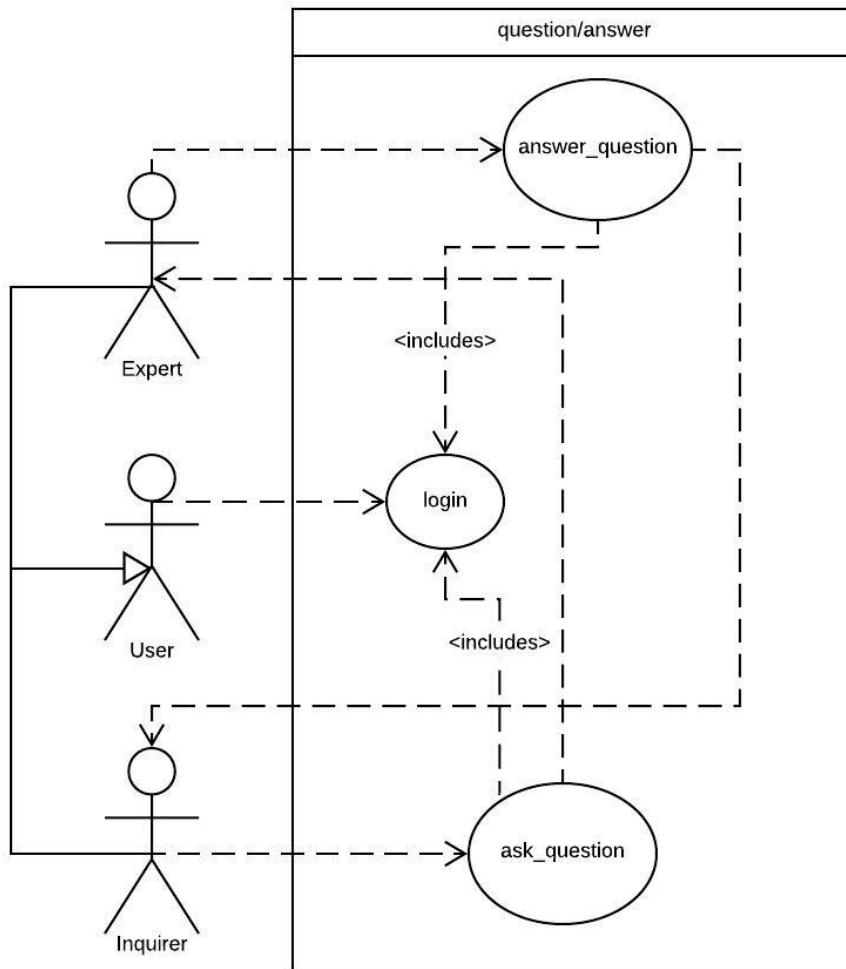 question/answer
answer_question
<includes>
Expert
login
User
<includes>
ask_question
Inquirer